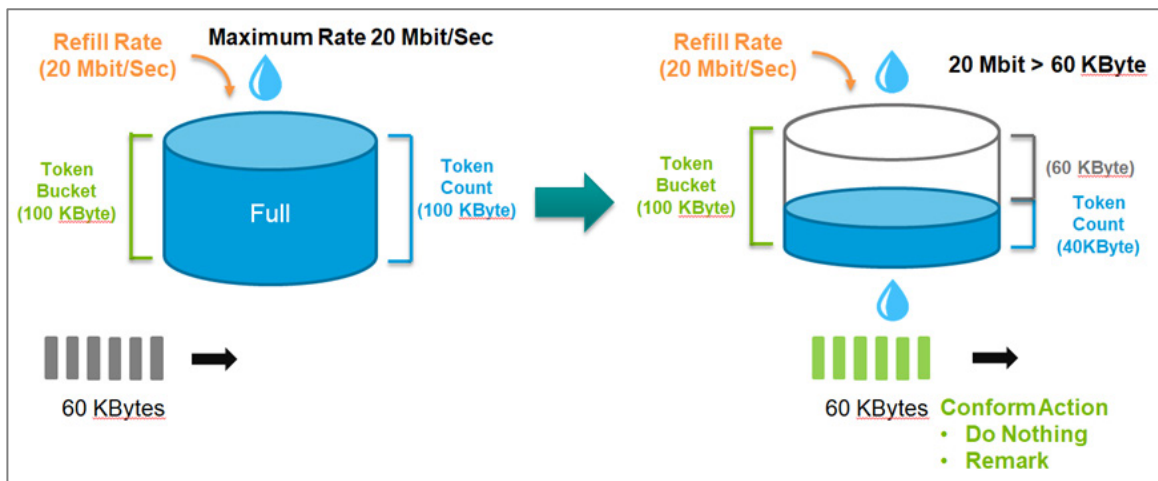 Refill Rate
(20 Mbit/Sec)
Maximum Rate 20 Mbit/Sec
Token
Bucket
(100 KByte)
Full
Token
Count
(100 KByte)
60 KBytes
Refill Rate
(20 Mbit/Sec)
20 Mbit > 60 KByte
Token
Bucket
(100 KByte)
(60 KByte)
Token
Count
(40KByte)
60 KBytes
ConformAction
• Do Nothing
• Remark